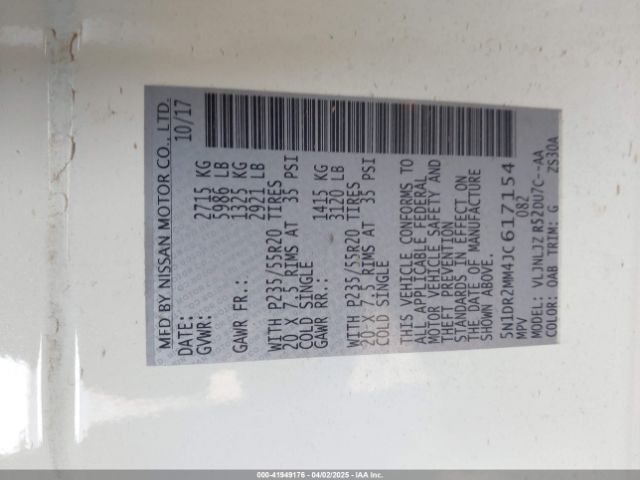 MFD BY NISSAN MOTOR CO., LTD.
DATE: 10/17
GVWR: 2715 KG
5986 LB
GAWR FR.: 1325 KG
2921 LB
WITH P235/55R20 TIRES
20 X 7.5 RIMS AT 35 PSI
COLD SINGLE
GAWR RR.: 1415 KG
3120 LB
WITH P235/55R20 TIRES
20 X 7.5 RIMS AT 35 PSI
COLD SINGLE
THIS VEHICLE CONFORMS TO
APPLICABLE FEDERAL
MOTOR VEHICLE SAFETY AND
THEFT PREVENTION
STANDARDS IN EFFECT ON
THE DATE OF MANUFACTURE
SHOWN ABOVE.
5N1DR2MM4JC617154
MPV 082
MODEL: VLJNLJZ R52DU7C--AA
COLOR: QAB TRIM: G ZS30A
000-41949176 - 04/02/2025 - IAA Inc.